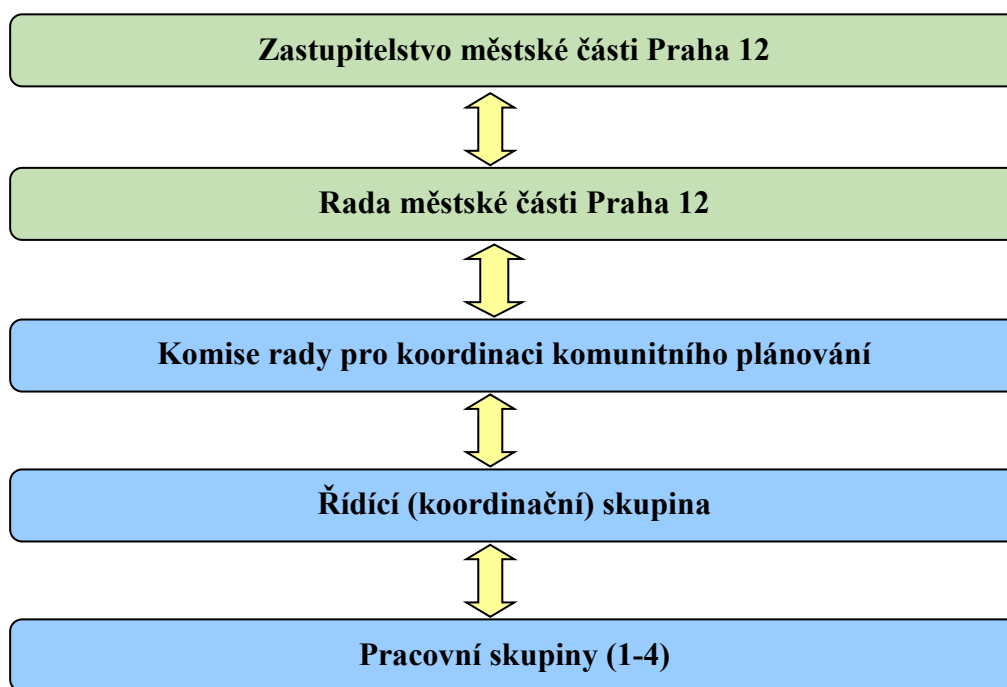 Zastupitelstvo městské části Praha 12
Rada městské části Praha 12
Komise rady pro koordinaci komunitního plánování
Řídící (koordinační) skupina
Pracovní skupiny (1-4)